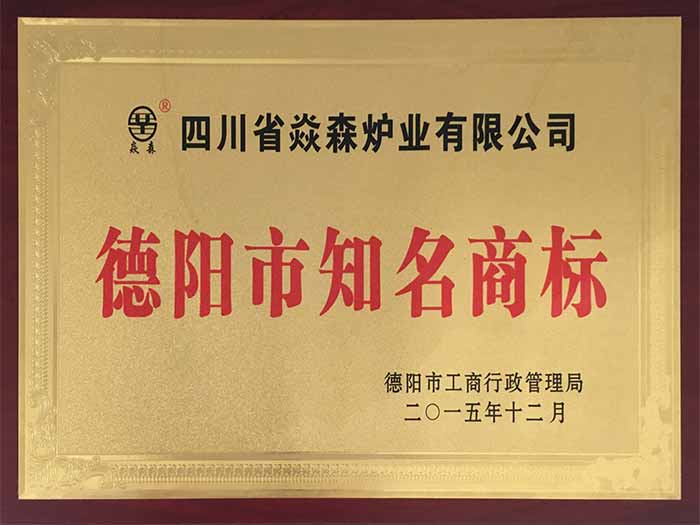 ® 四川省焱森炉业有限公司
焱森
德阳市知名商标
德阳市工商行政管理局
二〇一五年十二月